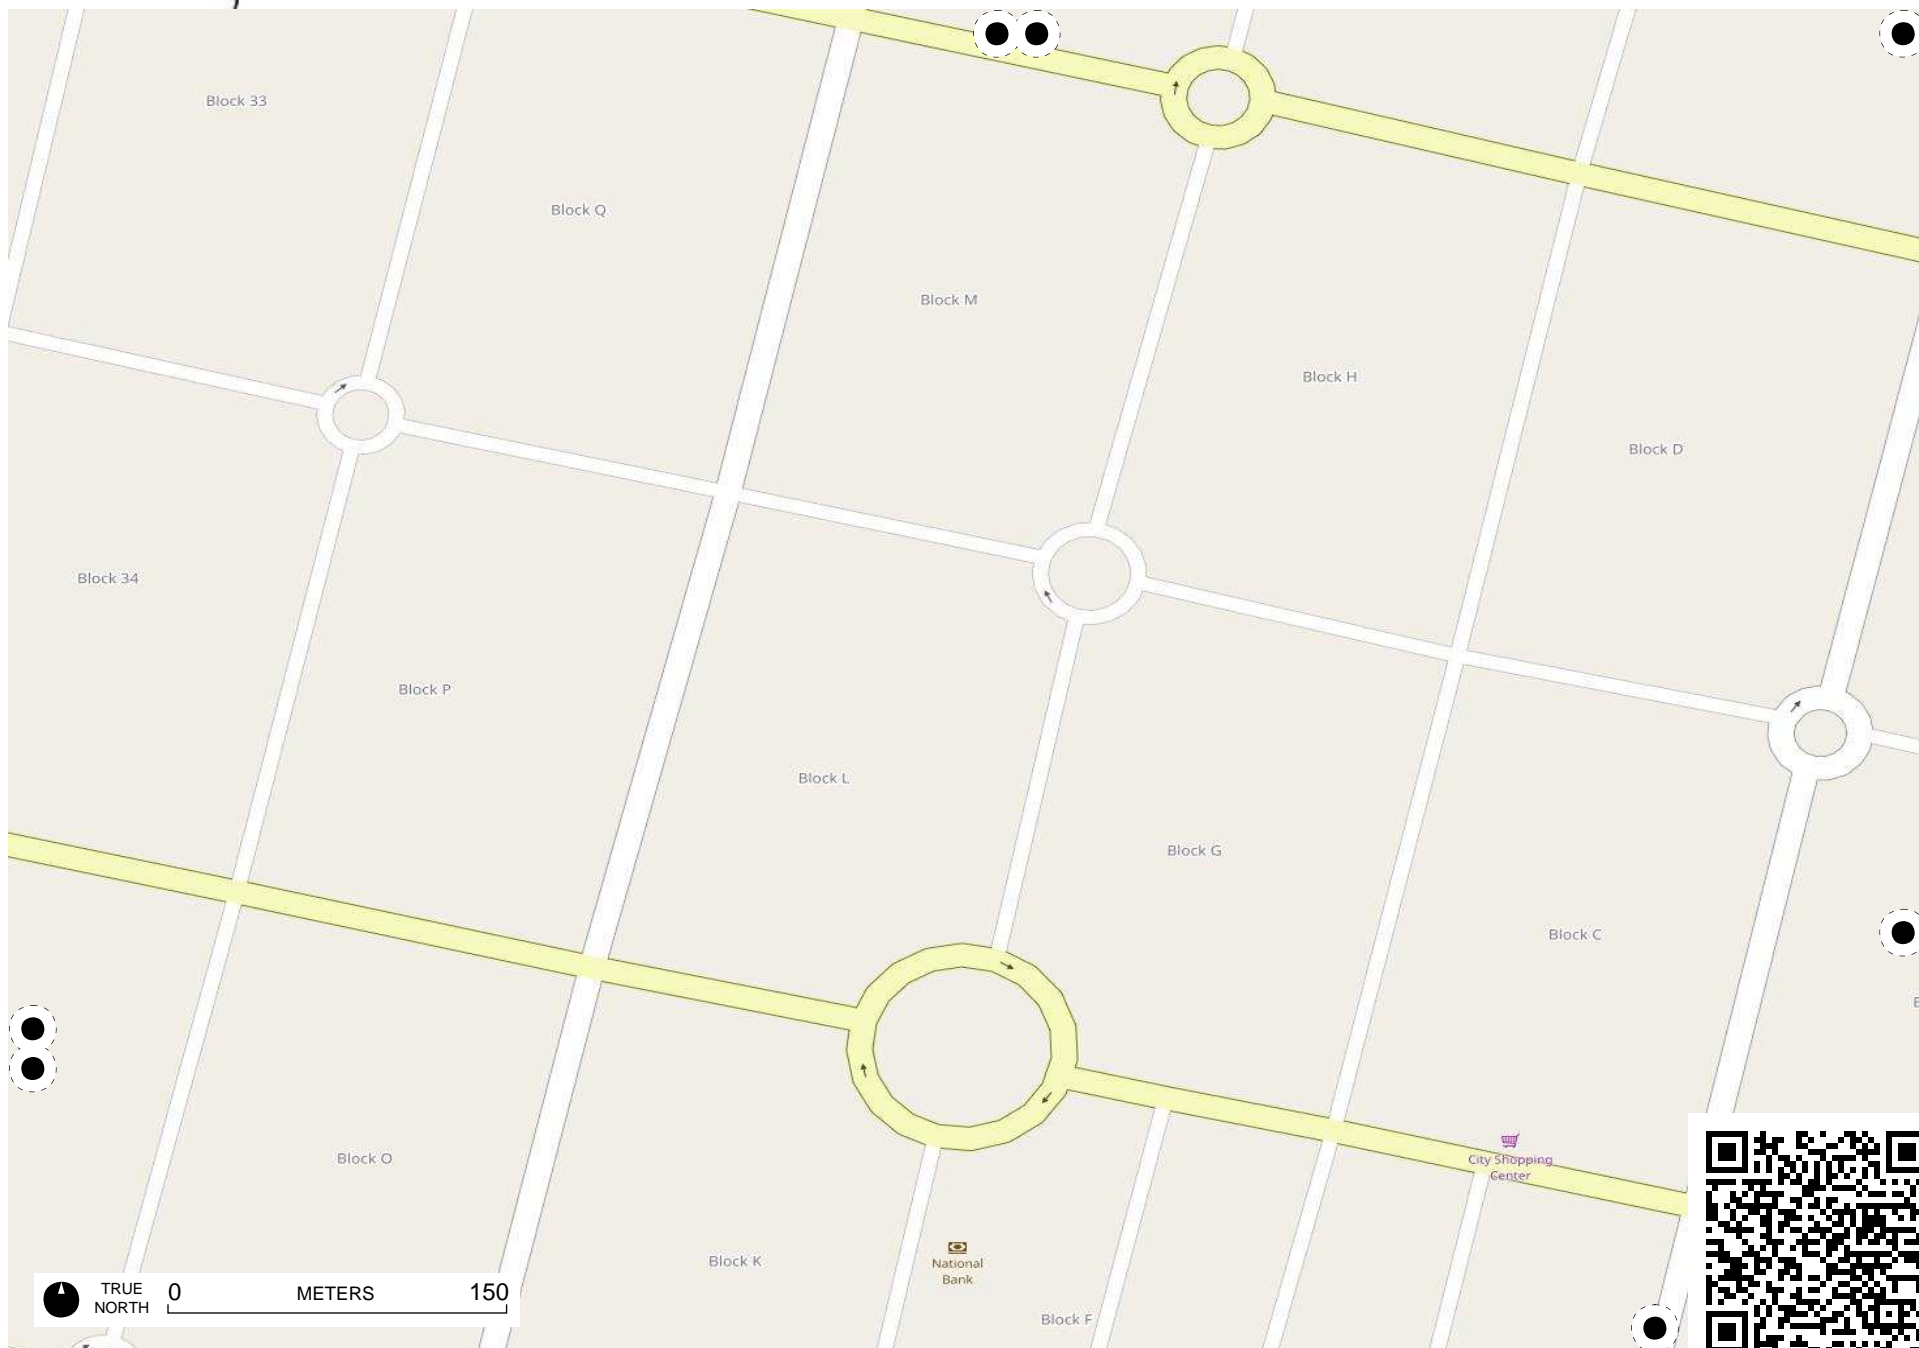 Block 33
Block Q
Block M
Block H
Block D
Block 34
Block P
Block L
Block G
Block C
Block O
City Shopping
Center
Block K
National
Bank
Block F
TRUE
NORTH
0
METERS
150